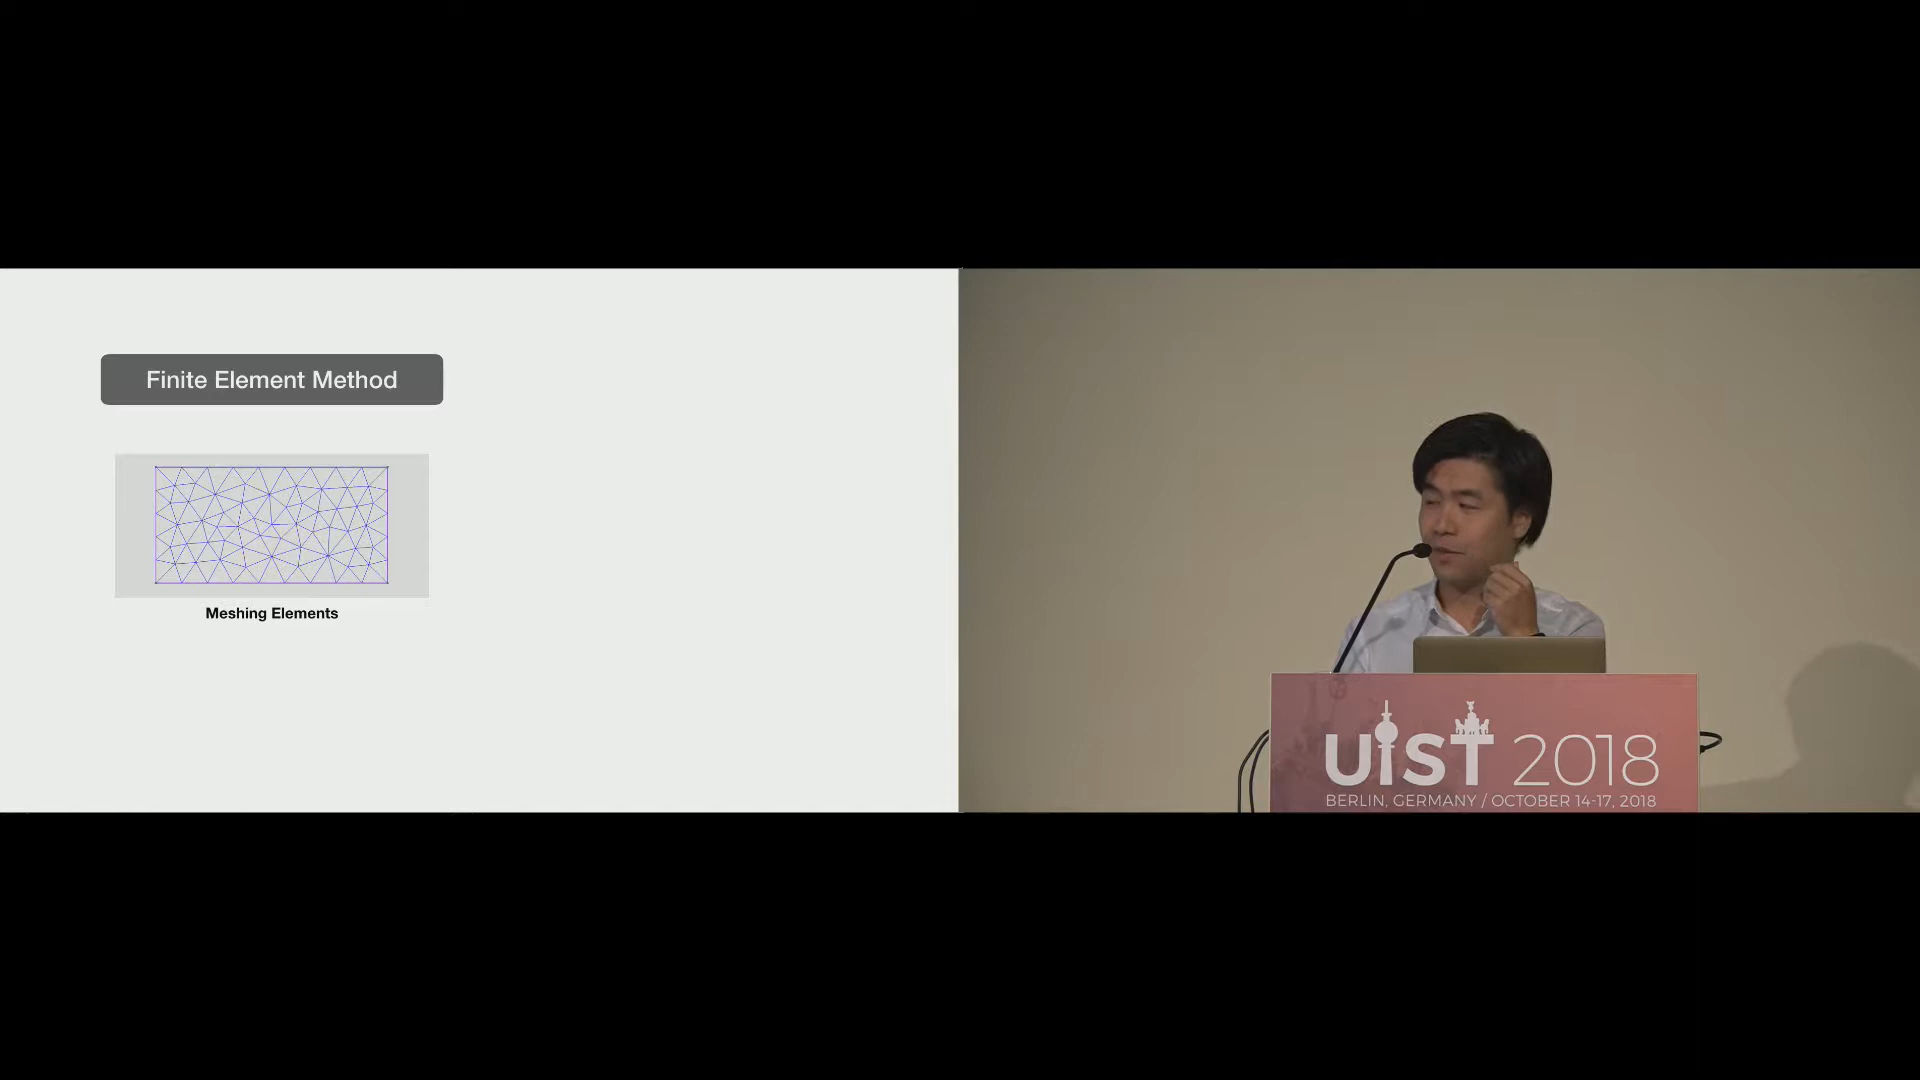 Finite Element Method
Meshing Elements
UIST 2018
BERLIN, GERMANY / OCTOBER 14-17, 2018